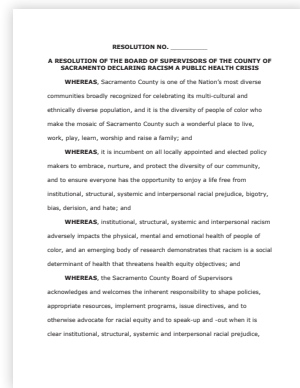 RESOLUTION NO. __________
A RESOLUTION OF THE BOARD OF SUPERVISORS OF THE COUNTY OF
SACRAMENTO DECLARING RACISM A PUBLIC HEALTH CRISIS
WHEREAS, Sacramento County is one of the Nation's most diverse
communities broadly recognized for celebrating its multi-cultural and
ethnically diverse population, and it is the diversity of people of color who
make the mosaic of Sacramento County such a wonderful place to live,
work, play, learn, worship and raise a family; and
WHEREAS, it is incumbent on all locally appointed and elected policy
makers to embrace, nurture, and protect the diversity of our community,
and to ensure everyone has the opportunity to enjoy a life free from
institutional, structural, systemic and interpersonal racial prejudice, bigotry,
bias, derision, and hate; and
WHEREAS, institutional, structural, systemic and interpersonal racism
adversely impacts the physical, mental and emotional health of people of
color, and an emerging body of research demonstrates that racism is a social
determinant of health that threatens health equity objectives; and
WHEREAS, the Sacramento County Board of Supervisors
acknowledges and welcomes the inherent responsibility to shape policies,
appropriate resources, implement programs, issue directives, and to
otherwise advocate for racial equity and to speak-up and -out when it is
clear institutional, structural, systemic and interpersonal racial prejudice,